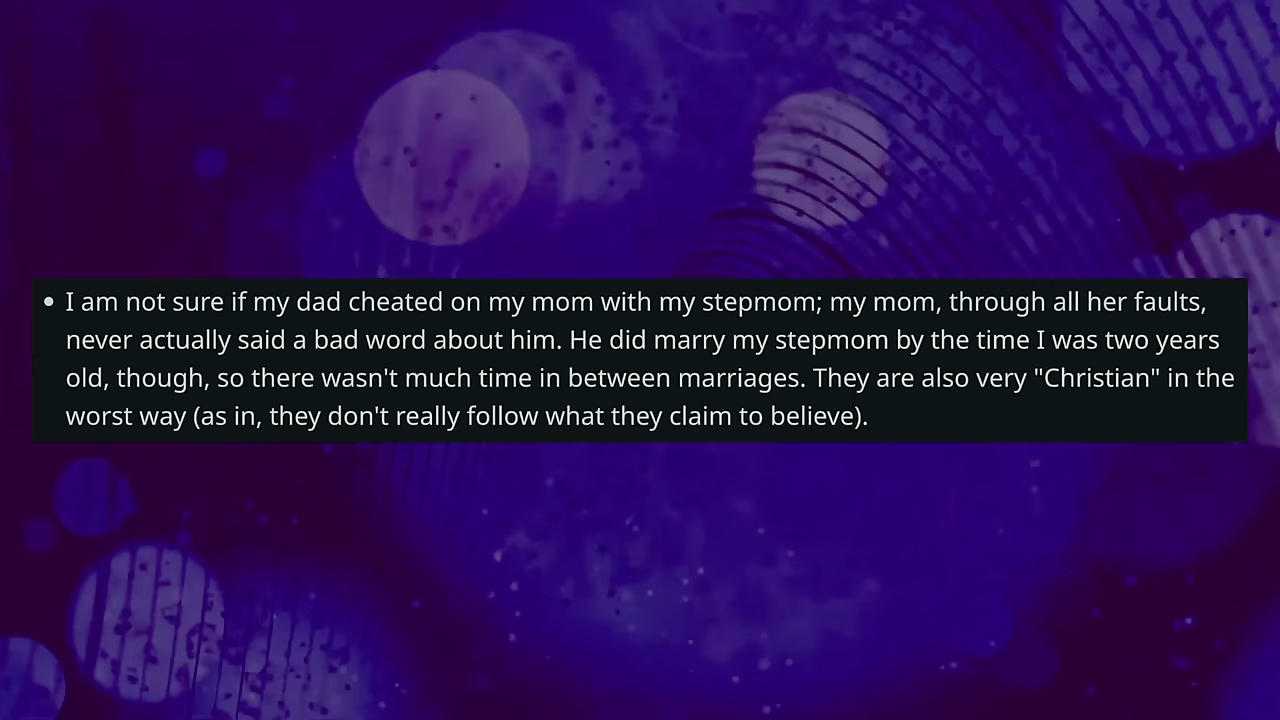 • I am not sure if my dad cheated on my mom with my stepmom; my mom, through all her faults,
never actually said a bad word about him. He did marry my stepmom by the time I was two years
old, though, so there wasn't much time in between marriages. They are also very "Christian" in the
worst way (as in, they don't really follow what they claim to believe).